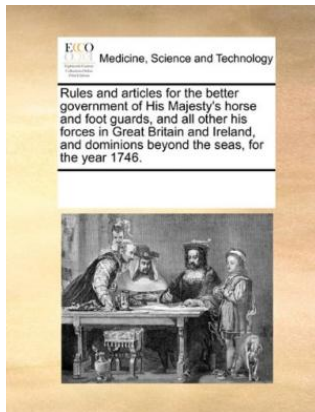 ECCO
Medicine, Science and Technology
Rules and articles for the better
government of His Majesty's horse
and foot guards, and all other his
forces in Great Britain and Ireland,
and dominions beyond the seas, for
the year 1746.